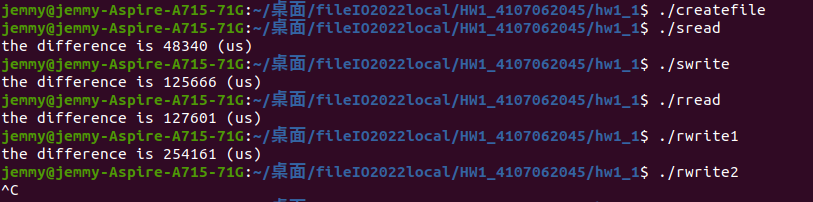 jemmy@jemmy-Aspire-A715-71G:~/桌面/fileIO2022local/HW1_4107062045/hw1_1$ ./createfile
jemmy@jemmy-Aspire-A715-71G:~/桌面/fileIO2022local/HW1_4107062045/hw1_1$ ./sread
the difference is 48340 (us)
jemmy@jemmy-Aspire-A715-71G:~/桌面/fileIO2022local/HW1_4107062045/hw1_1$ ./swrite
the difference is 125666 (us)
jemmy@jemmy-Aspire-A715-71G:~/桌面/fileIO2022local/HW1_4107062045/hw1_1$ ./rread
the difference is 127601 (us)
jemmy@jemmy-Aspire-A715-71G:~/桌面/fileIO2022local/HW1_4107062045/hw1_1$ ./rwrite1
the difference is 254161 (us)
jemmy@jemmy-Aspire-A715-71G:~/桌面/fileIO2022local/HW1_4107062045/hw1_1$ ./rwrite2
^C